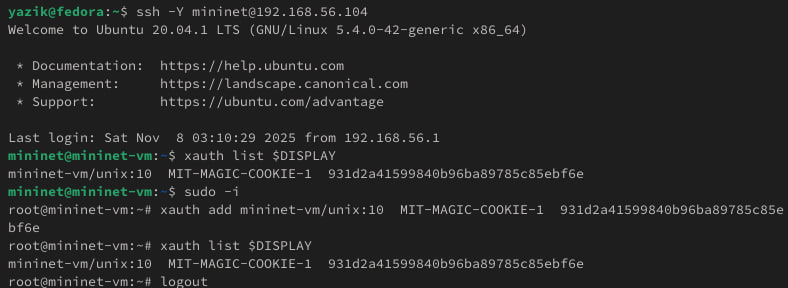 yazik@fedora:~$ ssh -Y mininet@192.168.56.104
Welcome to Ubuntu 20.04.1 LTS (GNU/Linux 5.4.0-42-generic x86_64)
 * Documentation:  https://help.ubuntu.com
 * Management:     https://landscape.canonical.com
 * Support:        https://ubuntu.com/advantage
Last login: Sat Nov  8 03:10:29 2025 from 192.168.56.1
mininet@mininet-vm:~$ xauth list $DISPLAY
mininet-vm/unix:10  MIT-MAGIC-COOKIE-1  931d2a41599840b96ba89785c85ebf6e
mininet@mininet-vm:~$ sudo -i
root@mininet-vm:~# xauth add mininet-vm/unix:10  MIT-MAGIC-COOKIE-1  931d2a41599840b96ba89785c85e
bf6e
root@mininet-vm:~# xauth list $DISPLAY
mininet-vm/unix:10  MIT-MAGIC-COOKIE-1  931d2a41599840b96ba89785c85ebf6e
root@mininet-vm:~# logout